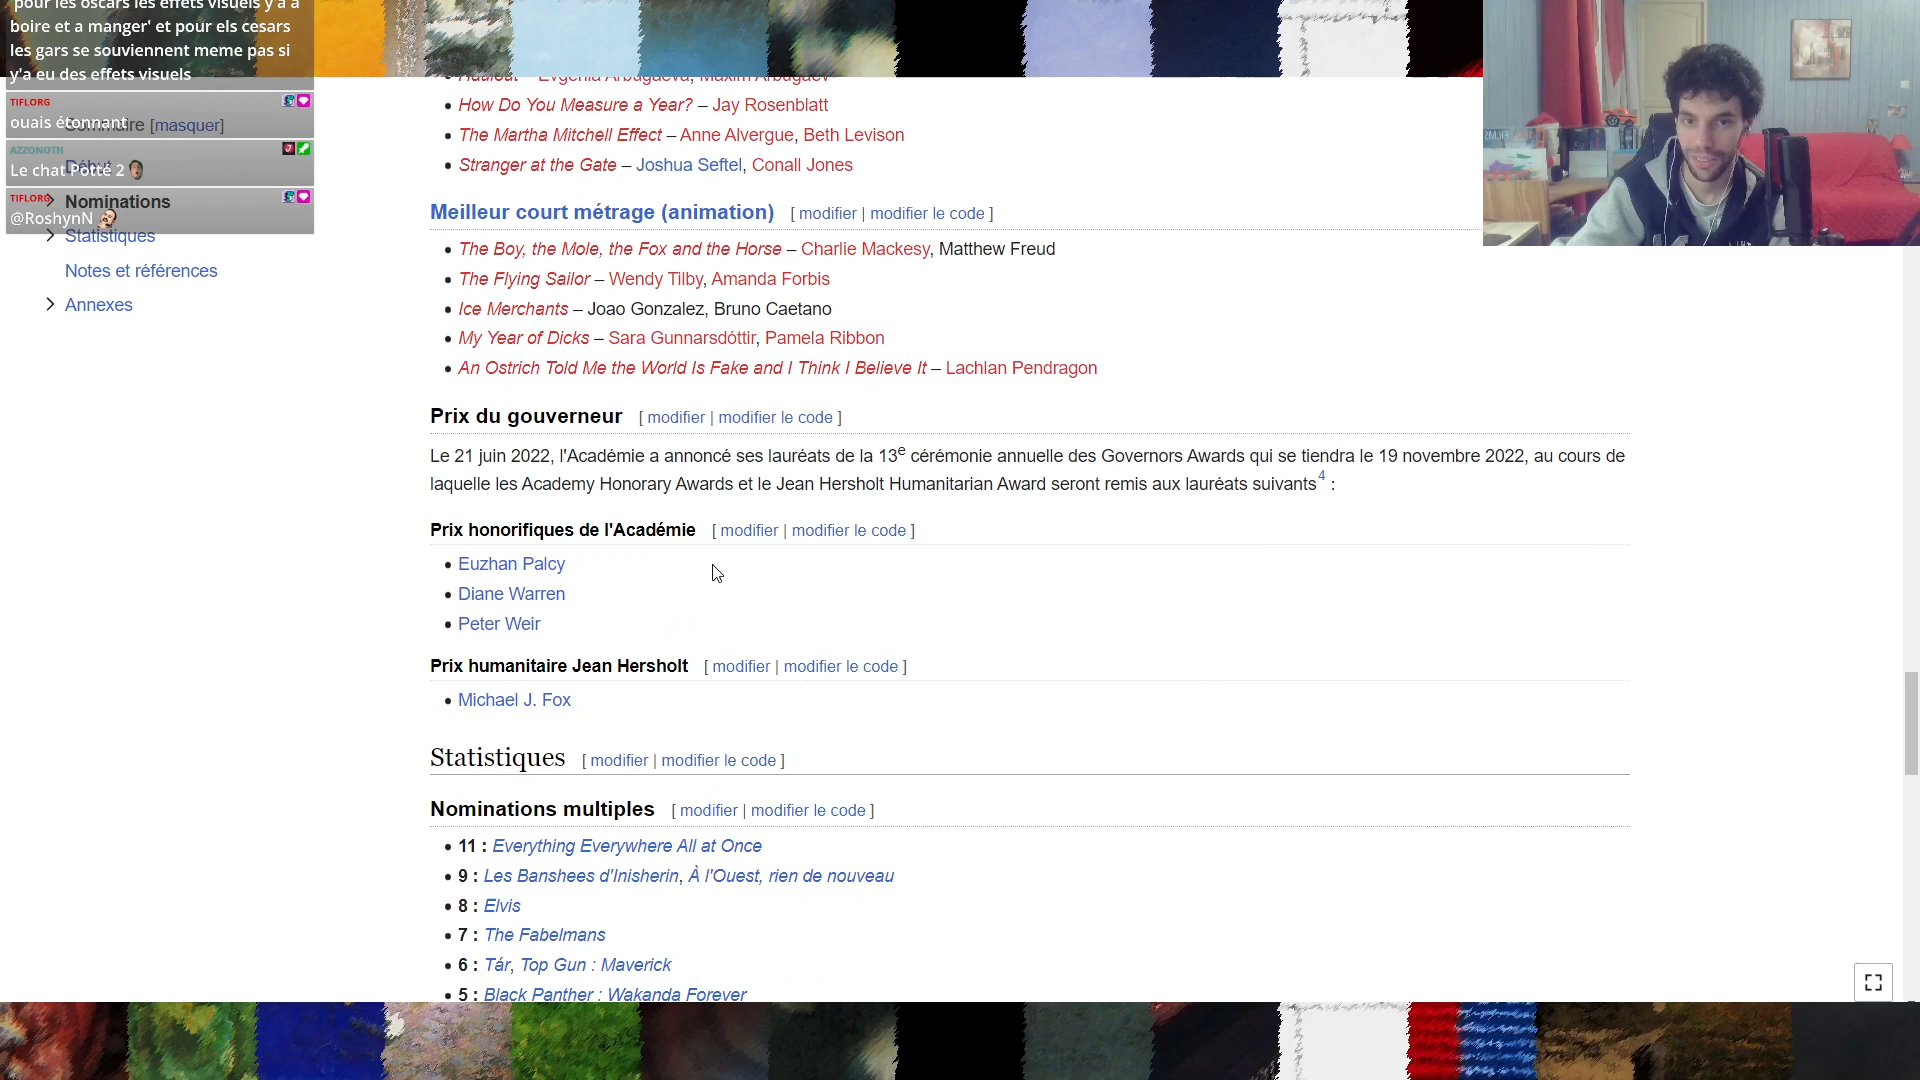 'pour les oscars les effets visuels y'a à
boire et a manger' et pour els cesars
les gars se souviennent meme pas si
y'a eu des effets visuels
TIFLORG
ouais étonnant
AZZONOTH
Le chat Potté 2
TIFLORG
@RoshynN
Sommaire [masquer]
Début
Nominations
Statistiques
Notes et références
Annexes
Haulout – Evgenia Arbugaeva, Maxim Arbugaev
• How Do You Measure a Year? – Jay Rosenblatt
• The Martha Mitchell Effect – Anne Alvergue, Beth Levison
• Stranger at the Gate – Joshua Seftel, Conall Jones
Meilleur court métrage (animation) [ modifier | modifier le code ]
• The Boy, the Mole, the Fox and the Horse – Charlie Mackesy, Matthew Freud
• The Flying Sailor – Wendy Tilby, Amanda Forbis
• Ice Merchants – Joao Gonzalez, Bruno Caetano
• My Year of Dicks – Sara Gunnarsdóttir, Pamela Ribbon
• An Ostrich Told Me the World Is Fake and I Think I Believe It – Lachlan Pendragon
Prix du gouverneur [ modifier | modifier le code ]
Le 21 juin 2022, l'Académie a annoncé ses lauréats de la 13e cérémonie annuelle des Governors Awards qui se tiendra le 19 novembre 2022, au cours de
laquelle les Academy Honorary Awards et le Jean Hersholt Humanitarian Award seront remis aux lauréats suivants4 :
Prix honorifiques de l'Académie [ modifier | modifier le code ]
• Euzhan Palcy
• Diane Warren
• Peter Weir
Prix humanitaire Jean Hersholt [ modifier | modifier le code ]
• Michael J. Fox
Statistiques [ modifier | modifier le code ]
Nominations multiples [ modifier | modifier le code ]
• 11 : Everything Everywhere All at Once
• 9 : Les Banshees d'Inisherin, À l'Ouest, rien de nouveau
• 8 : Elvis
• 7 : The Fabelmans
• 6 : Tár, Top Gun : Maverick
• 5 : Black Panther : Wakanda Forever